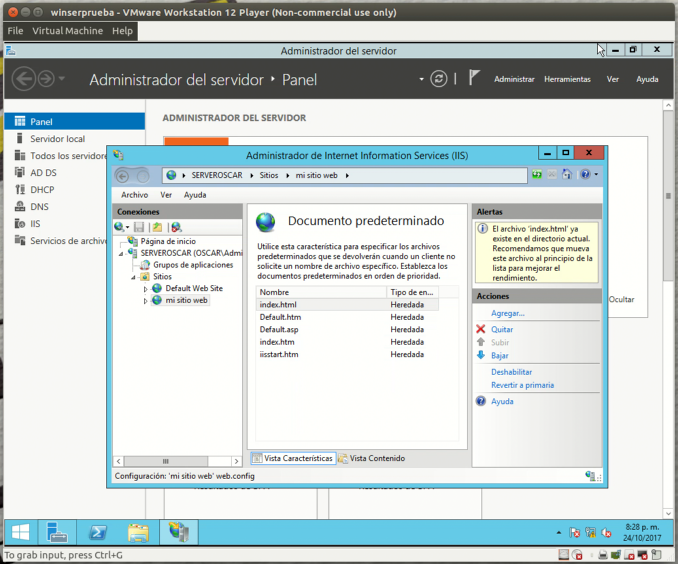 winserprueba - VMware Workstation 12 Player (Non-commercial use only)
File Virtual Machine Help
Administrador del servidor
Administrador del servidor Panel
Administrar Herramientas Ver Ayuda
Panel
Servidor local
Todos los servidore
AD DS
DHCP
DNS
IIS
Servicios de archiv
ADMINISTRADOR DEL SERVIDOR
Ocultar
Administrador de Internet Information Services (IIS)
SERVEROSCAR Sitios mi sitio web
Archivo Ver Ayuda
Conexiones
Página de inicio
SERVEROSCAR (OSCAR\Admi
Grupos de aplicaciones
Sitios
Default Web Site
mi sitio web
Documento predeterminado
Utilice esta característica para especificar los archivos
predeterminados que se devolverán cuando un cliente no
solicite un nombre de archivo específico. Establezca los
documentos predeterminados en orden de prioridad.
Nombre Tipo de en...
index.html Heredada
Default.htm Heredada
Default.asp Heredada
index.htm Heredada
iisstart.htm Heredada
Vista Características Vista Contenido
Alertas
El archivo 'index.html' ya
existe en el directorio actual.
Recomendamos que mueva
este archivo al principio de la
lista para mejorar el
rendimiento.
Acciones
Agregar...
Quitar
Subir
Bajar
Deshabilitar
Revertir a primaria
Ayuda
Configuración: 'mi sitio web' web.config
8:28 p. m.
24/10/2017
To grab input, press Ctrl+G